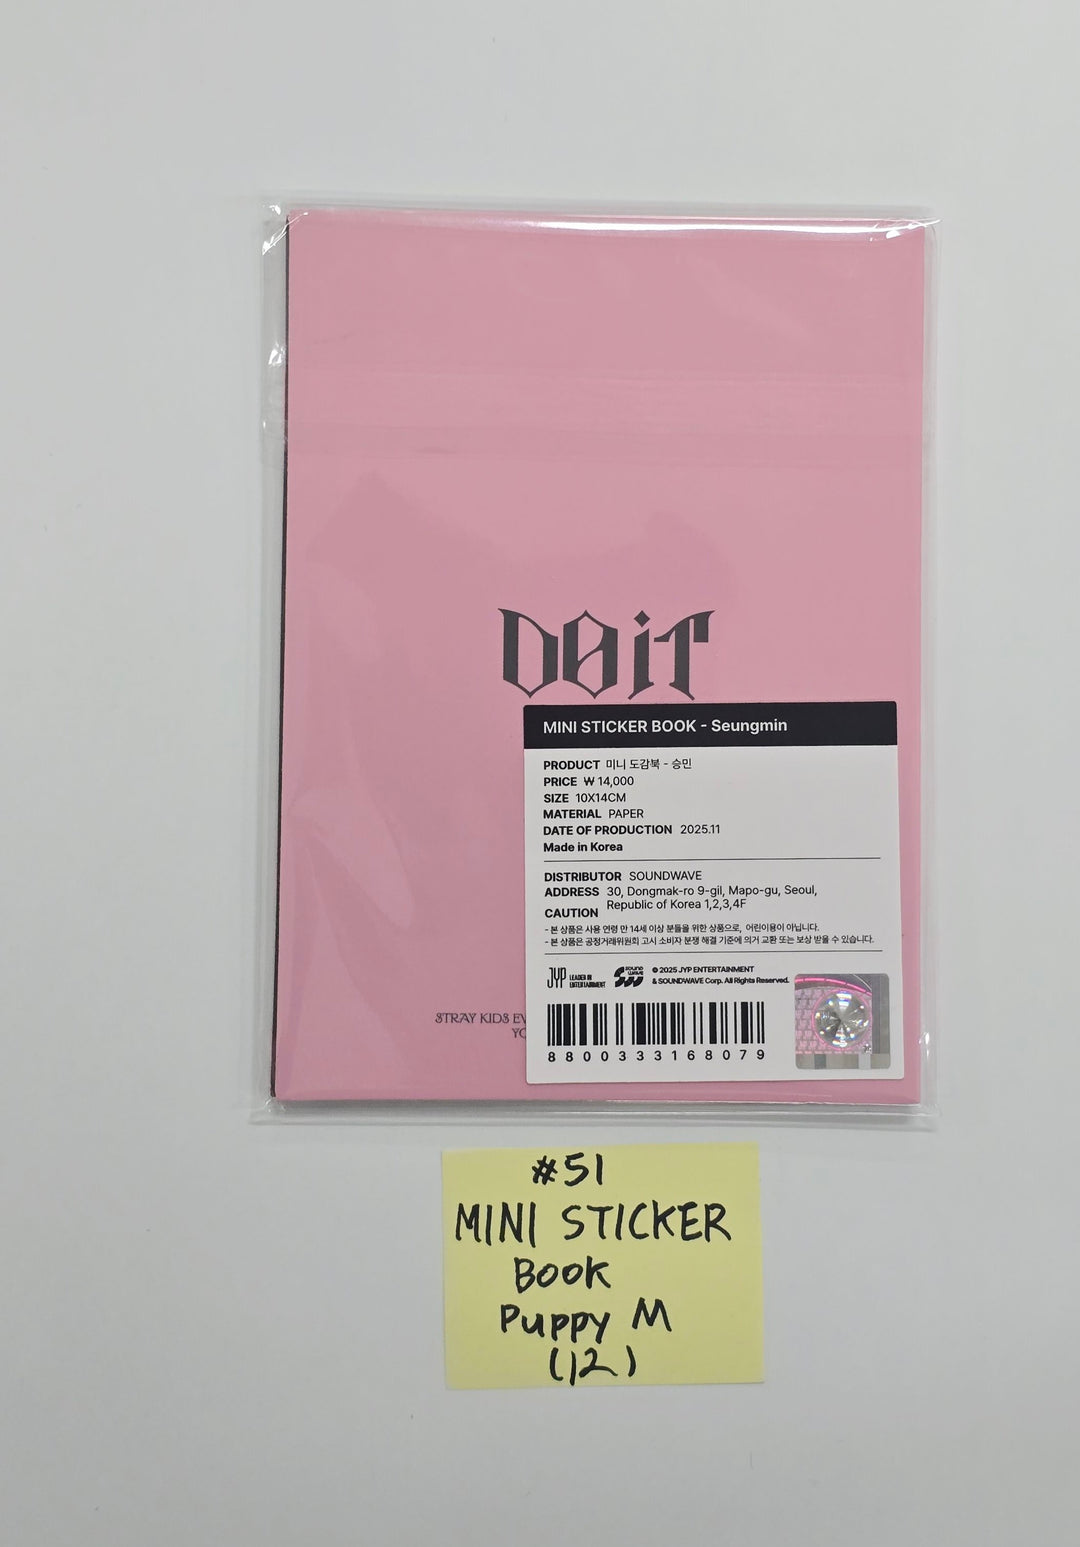 DO iT
MINI STICKER BOOK - Seungmin
PRODUCT 미니 도감북 - 승민
PRICE ₩ 14,000
SIZE 10X14CM
MATERIAL PAPER
DATE OF PRODUCTION 2025.11
Made in Korea
DISTRIBUTOR SOUNDWAVE
ADDRESS 30, Dongmak-ro 9-gil, Mapo-gu, Seoul,
Republic of Korea 1,2,3,4F
CAUTION
- 본 상품은 사용 연령 만 14세 이상 분들을 위한 상품으로, 어린이용이 아닙니다.
- 본 상품은 공정거래위원회 고시 소비자 분쟁 해결 기준에 의거 교환 또는 보상 받을 수 있습니다.
JYP LEADER IN
ENTERTAINMENT
SOUND
WAVE
© 2025 JYP ENTERTAINMENT
& SOUNDWAVE Corp. All Rights Reserved.
STRAY KIDS
8800333168079
#51
MINI STICKER
BOOK
PUPPY M
(12)